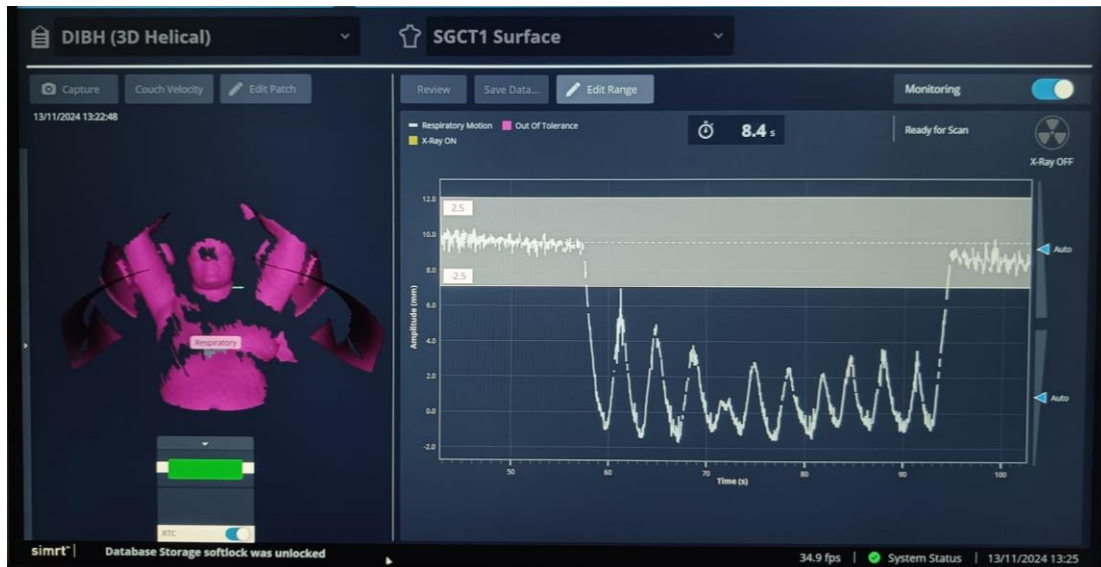 DIBH (3D Helical)
SGCT1 Surface
Capture
Couch Velocity
Edit Patch
Review
Save Data...
Edit Range
Monitoring
13/11/2024 13:22:48
Respiratory Motion
Out Of Tolerance
X-Ray ON
8.4 s
Ready for Scan
X-Ray OFF
12.0
10.0
8.0
6.0
4.0
2.0
0.0
-2.0
2.5
-2.5
Amplitude (mm)
Auto
Auto
Respiratory
50
60
70
80
90
100
Time (s)
RTC
simrt™
Database Storage softlock was unlocked
34.9 fps
System Status
13/11/2024 13:25